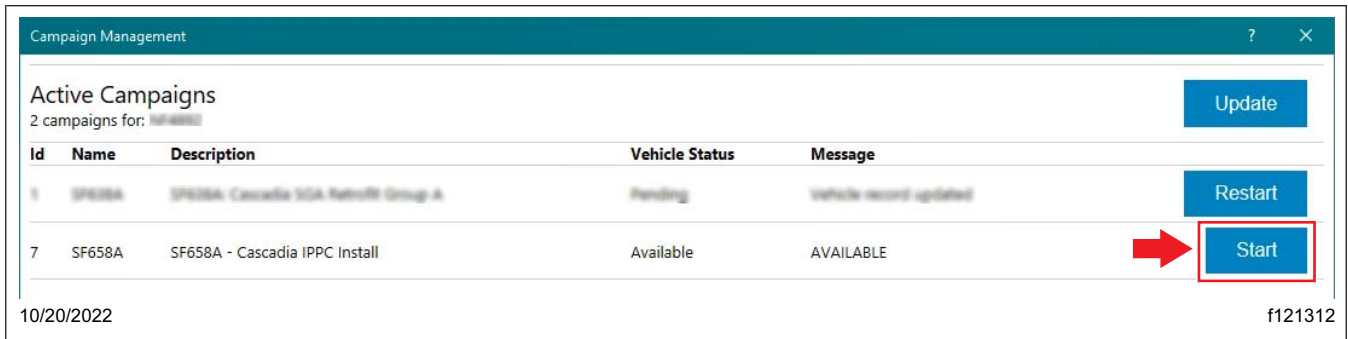 Campaign Management ? ×
Active Campaigns
Update
2 campaigns for:
Id Name Description Vehicle Status Message
Restart
7 SF658A SF658A - Cascadia IPPC Install Available AVAILABLE Start
10/20/2022 f121312